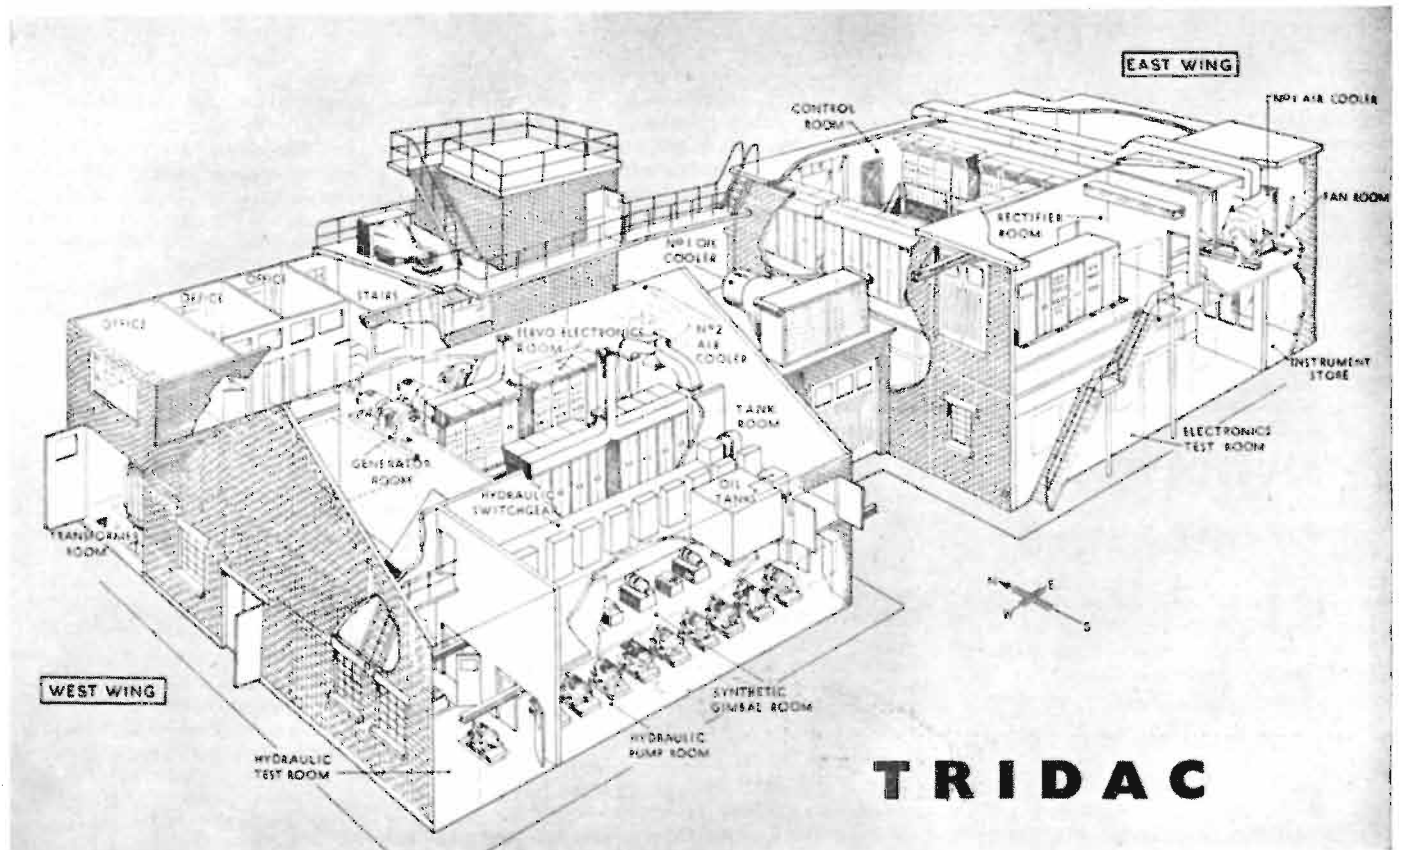 EAST WING
Nº1 AIR COOLER
CONTROL
ROOM
FAN ROOM
RECTIFIER
ROOM
Nº1 OIL
COOLER
OFFICE
OFFICE
OFFICE
STAIRS
SERVO ELECTRONICS
ROOM
Nº2
AIR
COOLER
INSTRUMENT
STORE
TANK
ROOM
ELECTRONICS
TEST ROOM
GENERATOR
ROOM
OIL
TANKS
HYDRAULIC
SWITCHGEAR
TRANSFORMER
ROOM
N
E
W
S
WEST WING
SYNTHETIC
GIMBAL ROOM
HYDRAULIC
PUMP ROOM
HYDRAULIC
TEST ROOM
TRIDAC